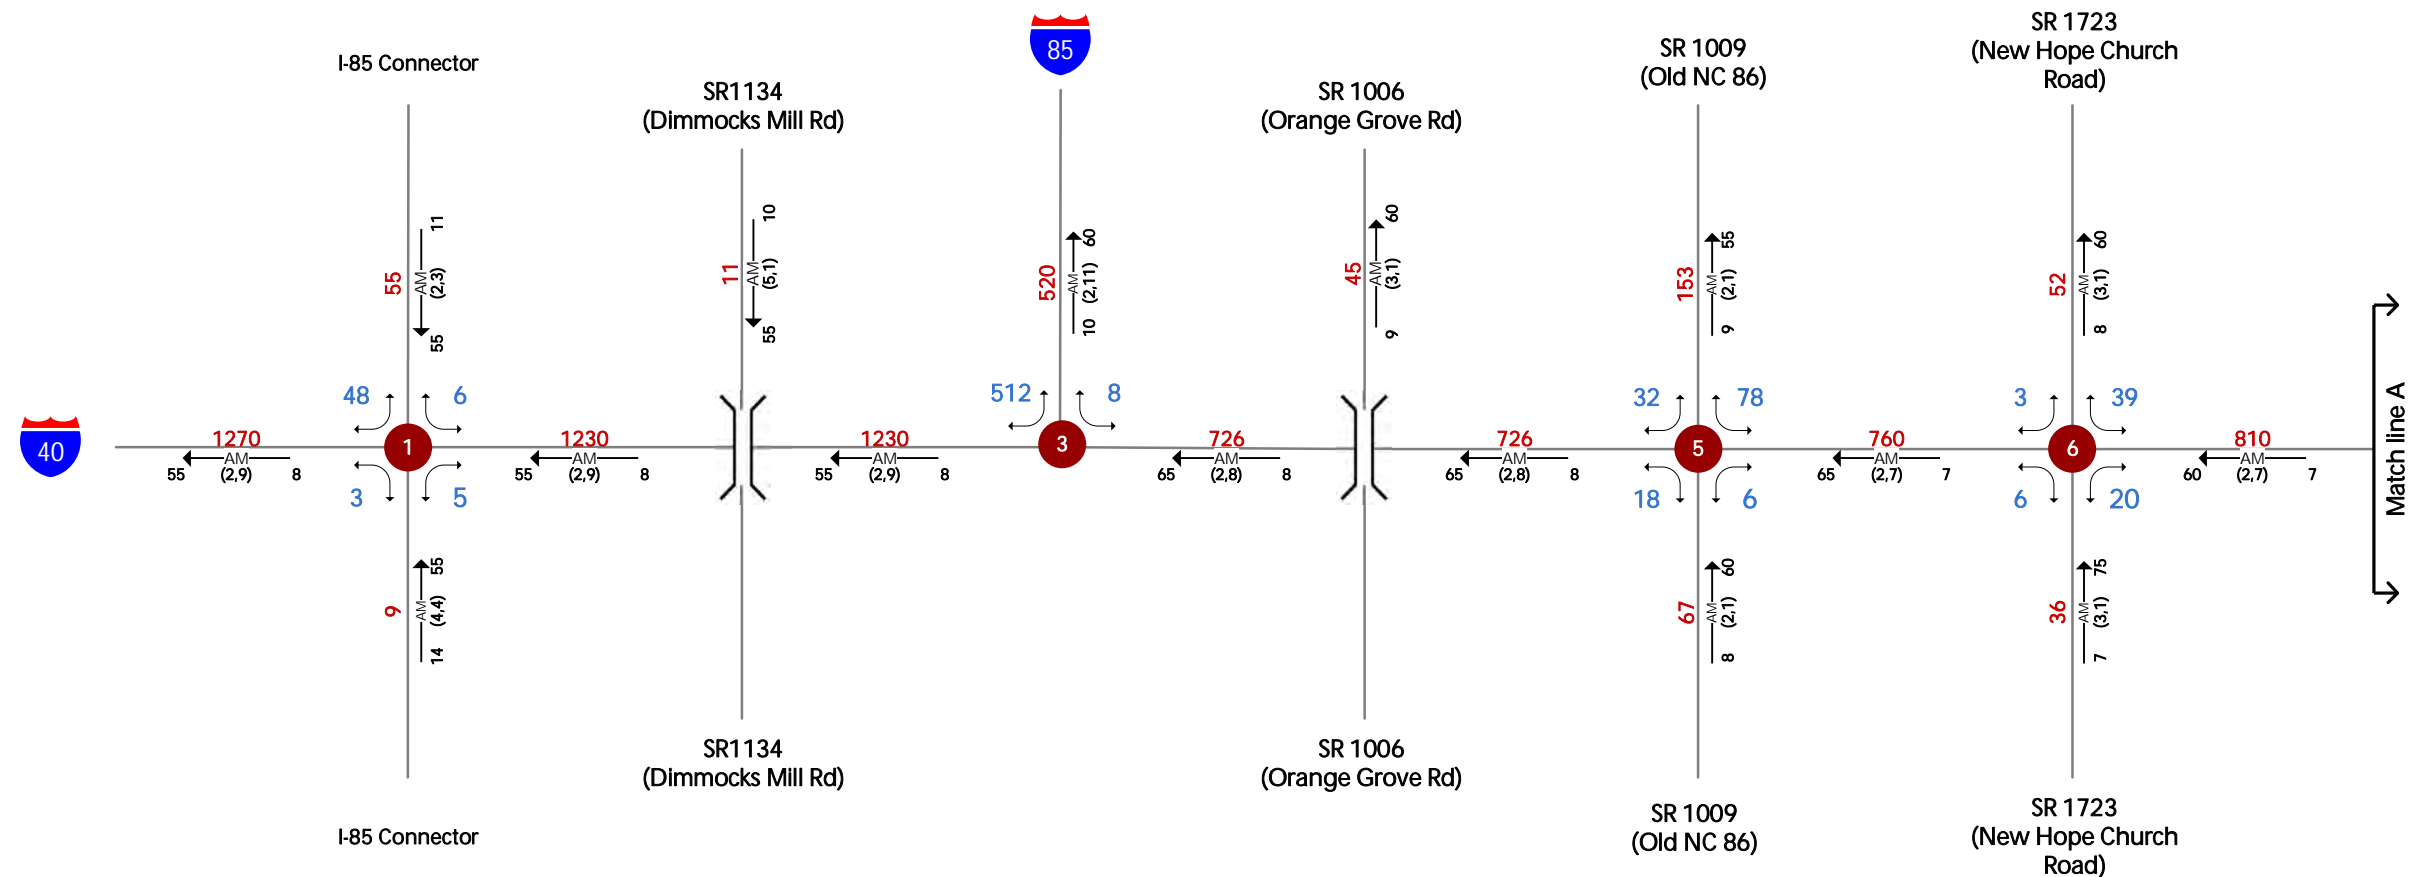 I-85 Connector
SR1134
(Dimmocks Mill Rd)
85
SR 1006
(Orange Grove Rd)
SR 1009
(Old NC 86)
SR 1723
(New Hope Church
Road)
55
AM
(2,3)
11
55
11
AM
(5,1)
10
55
520
AM
(2,11)
60
10
45
AM
(3,1)
60
9
153
AM
(2,1)
55
9
52
AM
(3,1)
60
8
48
6
512
8
32
78
3
39
40
1270
AM
55
(2,9)
8
1
1230
AM
55
(2,9)
8
1230
AM
55
(2,9)
8
3
726
AM
65
(2,8)
8
726
AM
65
(2,8)
8
5
760
AM
65
(2,7)
7
6
810
AM
60
(2,7)
7
Match line A
3
5
18
6
6
20
9
AM
(4,4)
55
14
67
AM
(2,1)
60
8
36
AM
(3,1)
75
7
I-85 Connector
SR1134
(Dimmocks Mill Rd)
SR 1006
(Orange Grove Rd)
SR 1009
(Old NC 86)
SR 1723
(New Hope Church
Road)